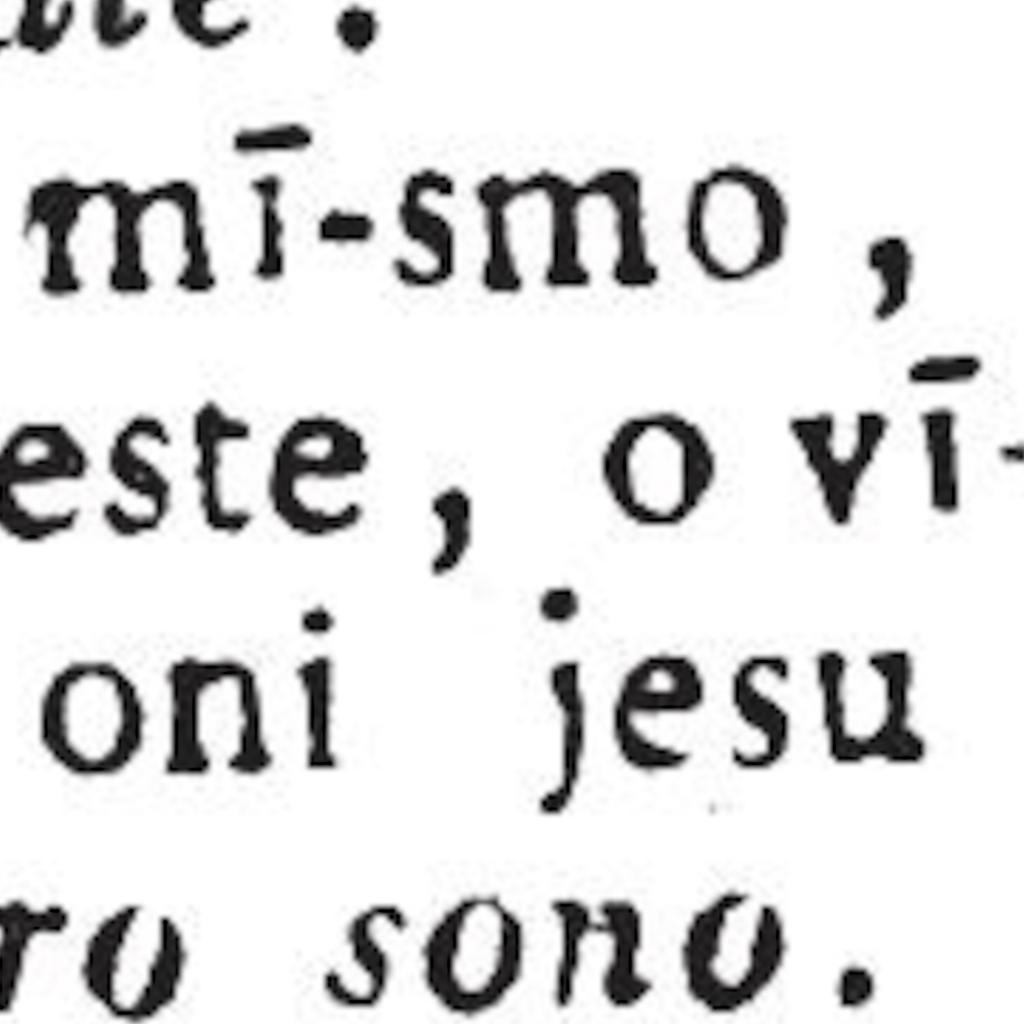 mī-smo ,
este , o vī-
oni jesu
ro sono .